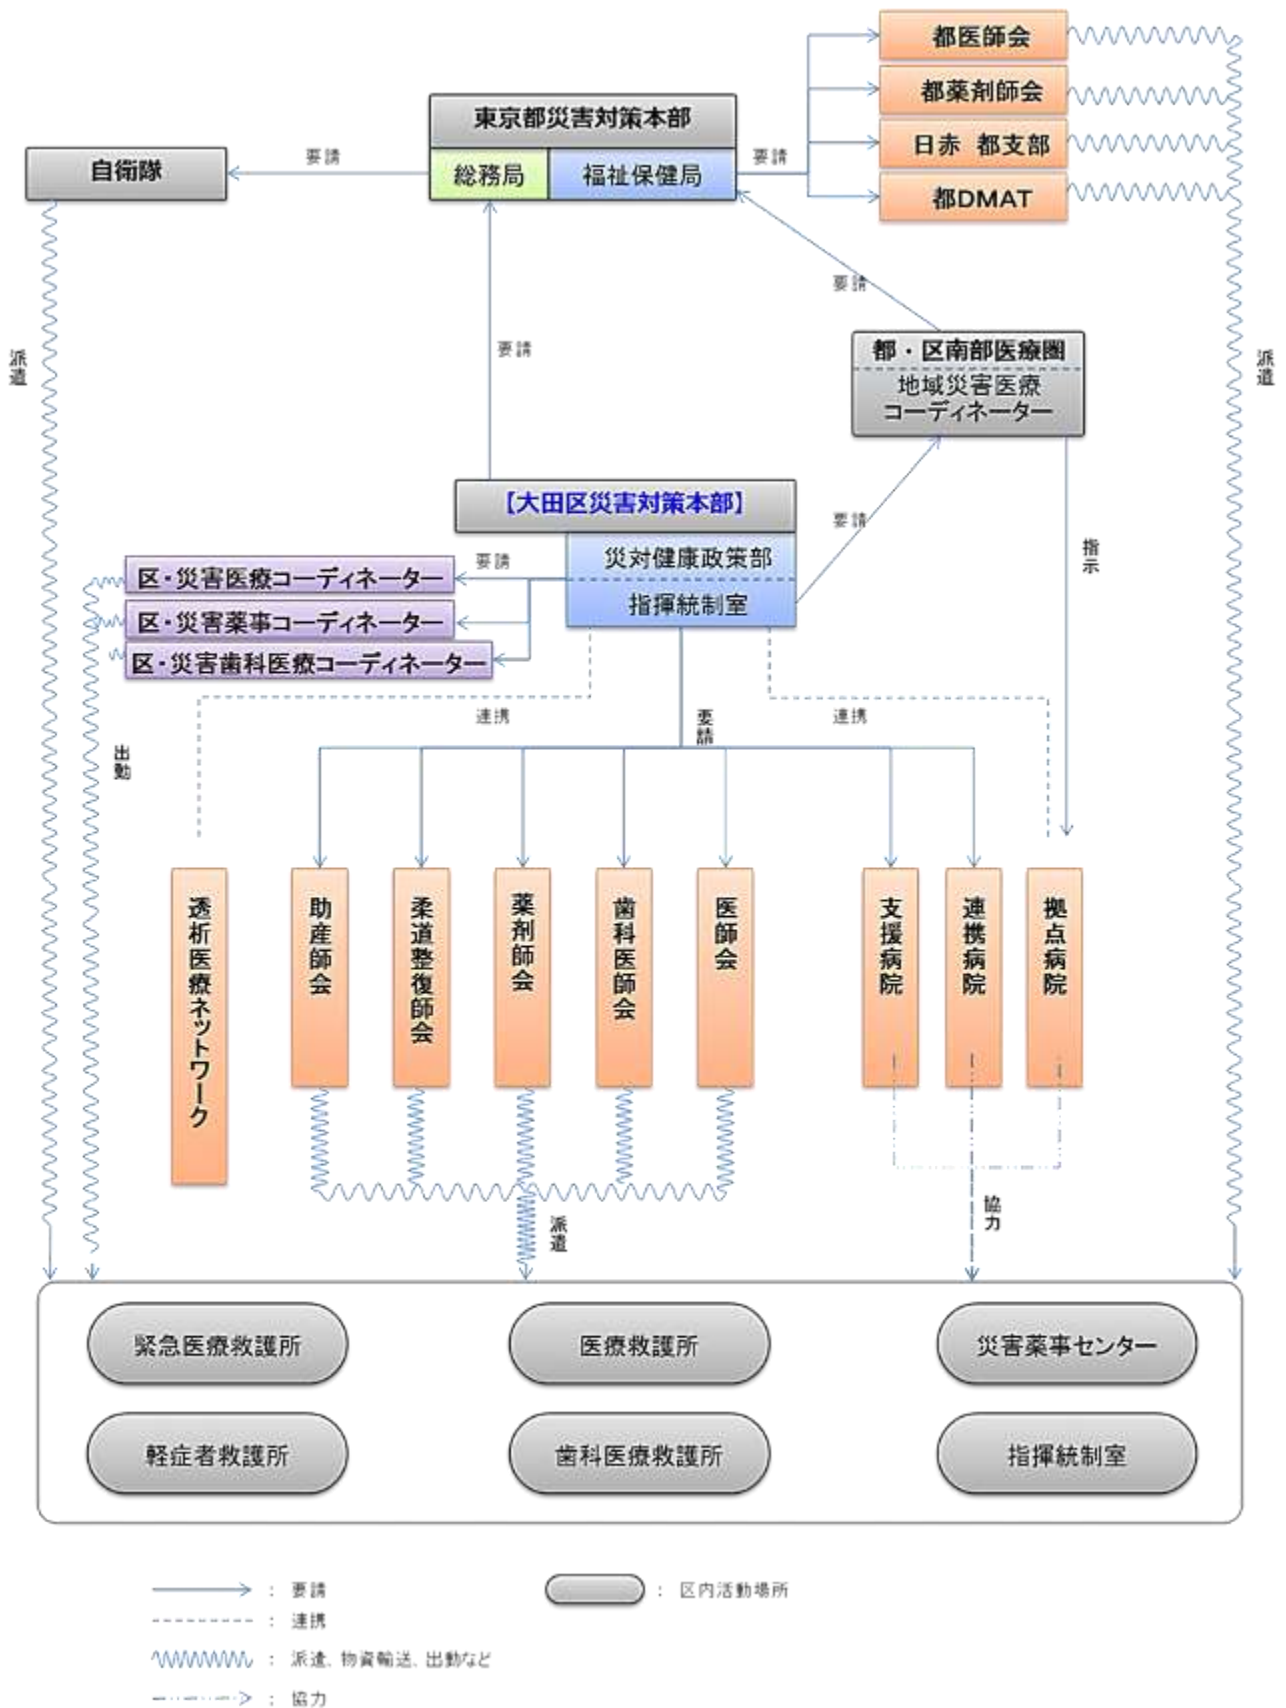 都医師会
都薬剤師会
日赤 都支部
都DMAT
東京都災害対策本部
総務局
福祉保健局
要請
要請
自衛隊
派遣
派遣
要請
要請
都・区南部医療圏
地域災害医療
コーディネーター
【大田区災害対策本部】
災対健康政策部
指揮統制室
要請
指示
要請
区・災害医療コーディネーター
区・災害薬事コーディネーター
区・災害歯科医療コーディネーター
連携
要請
連携
出動
透析医療ネットワーク
助産師会
柔道整復師会
薬剤師会
歯科医師会
医師会
支援病院
連携病院
拠点病院
派遣
協力
緊急医療救護所
医療救護所
災害薬事センター
軽症者救護所
歯科医療救護所
指揮統制室
: 要請
: 区内活動場所
: 連携
: 派遣、物資輸送、出動など
: 協力